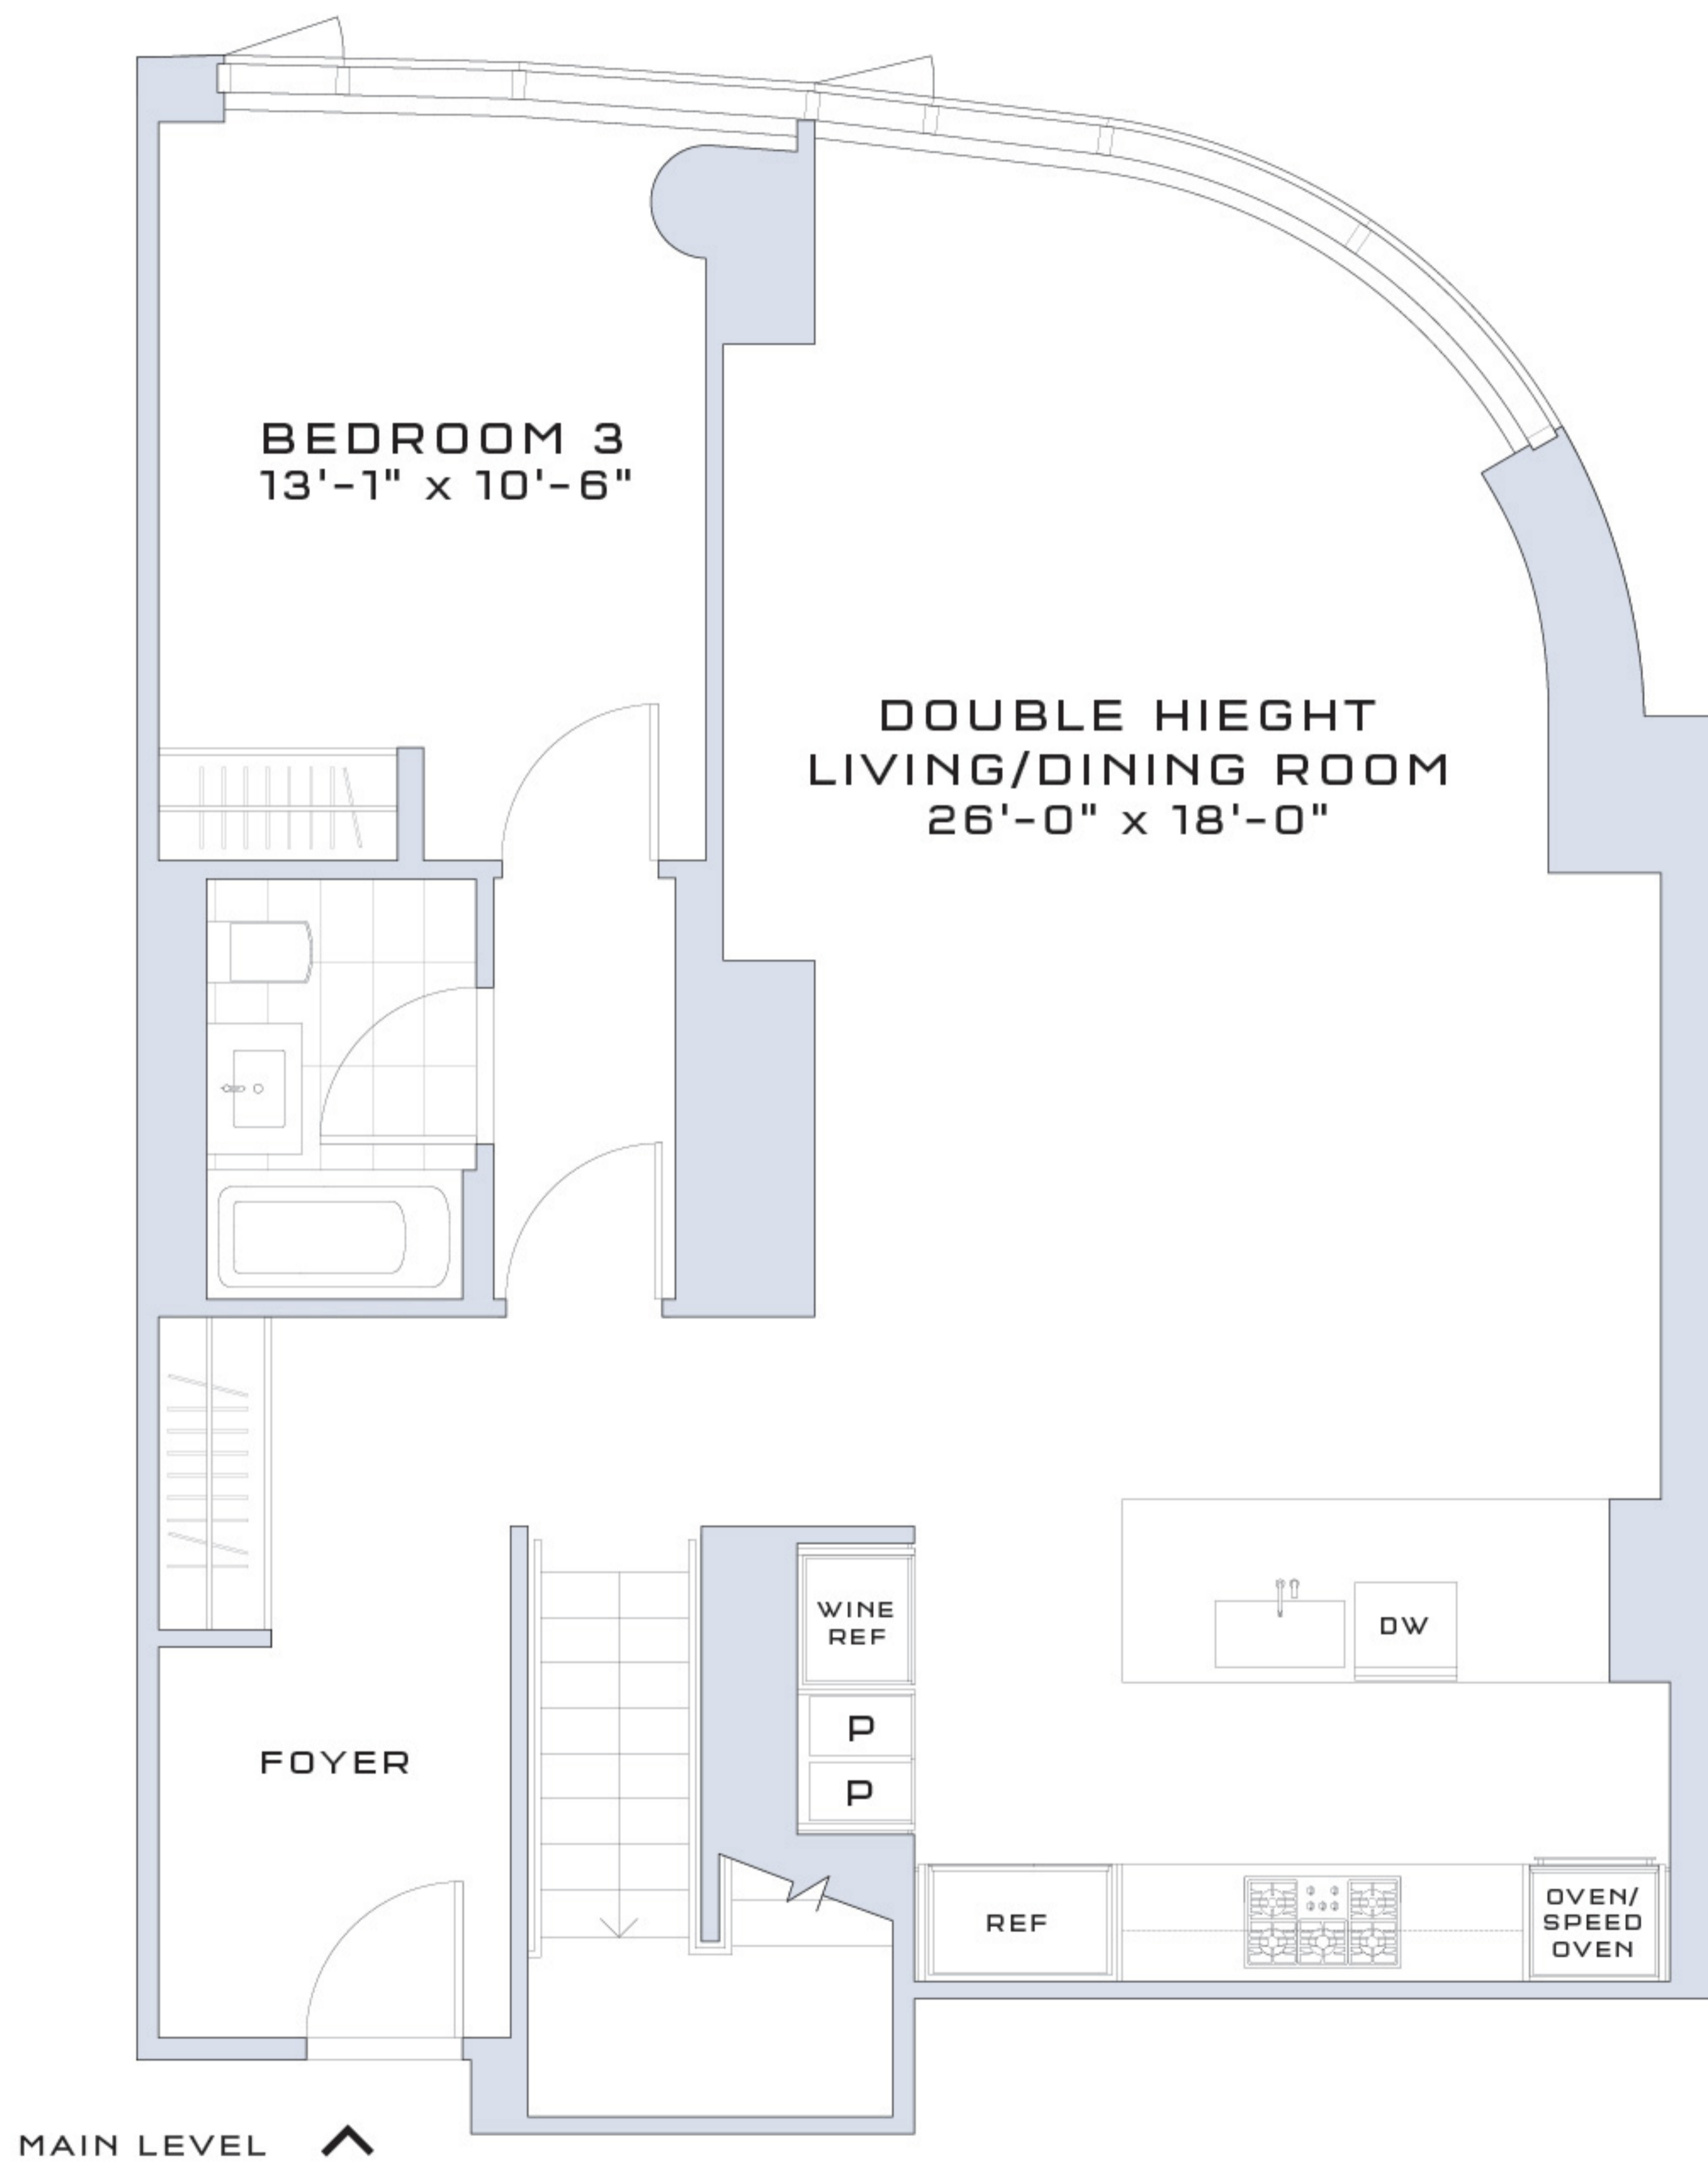 BEDROOM 3
13'-1" x 10'-6"
DOUBLE HIEGHT
LIVING/DINING ROOM
26'-0" x 18'-0"
WINE
REF
DW
P
P
FOYER
REF
OVEN/
SPEED
OVEN
MAIN LEVEL